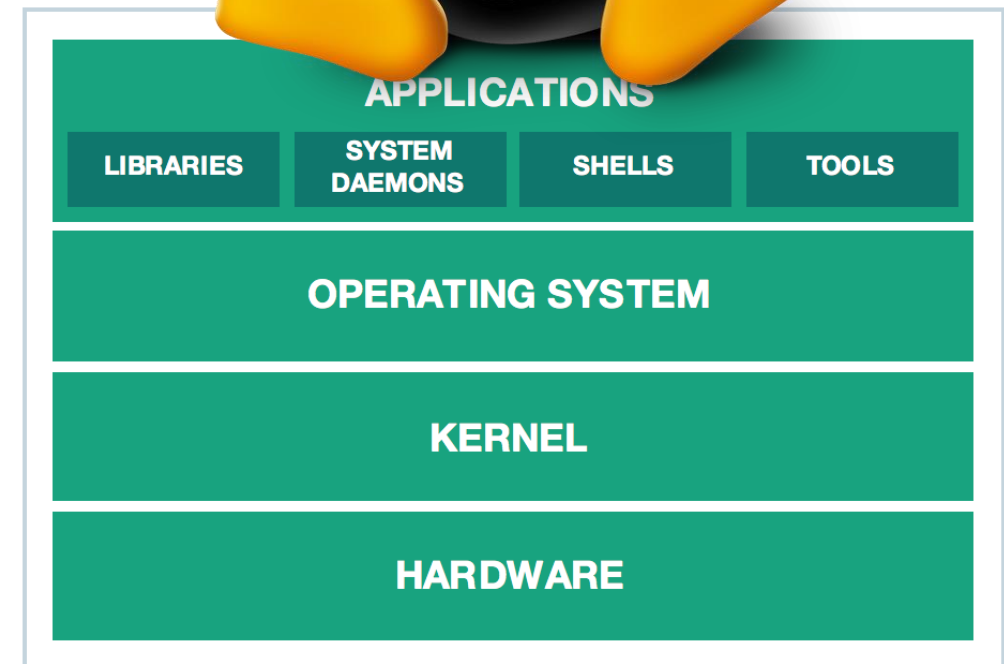 APPLICATIONS
LIBRARIES
SYSTEM
DAEMONS
SHELLS
TOOLS
OPERATING SYSTEM
KERNEL
HARDWARE